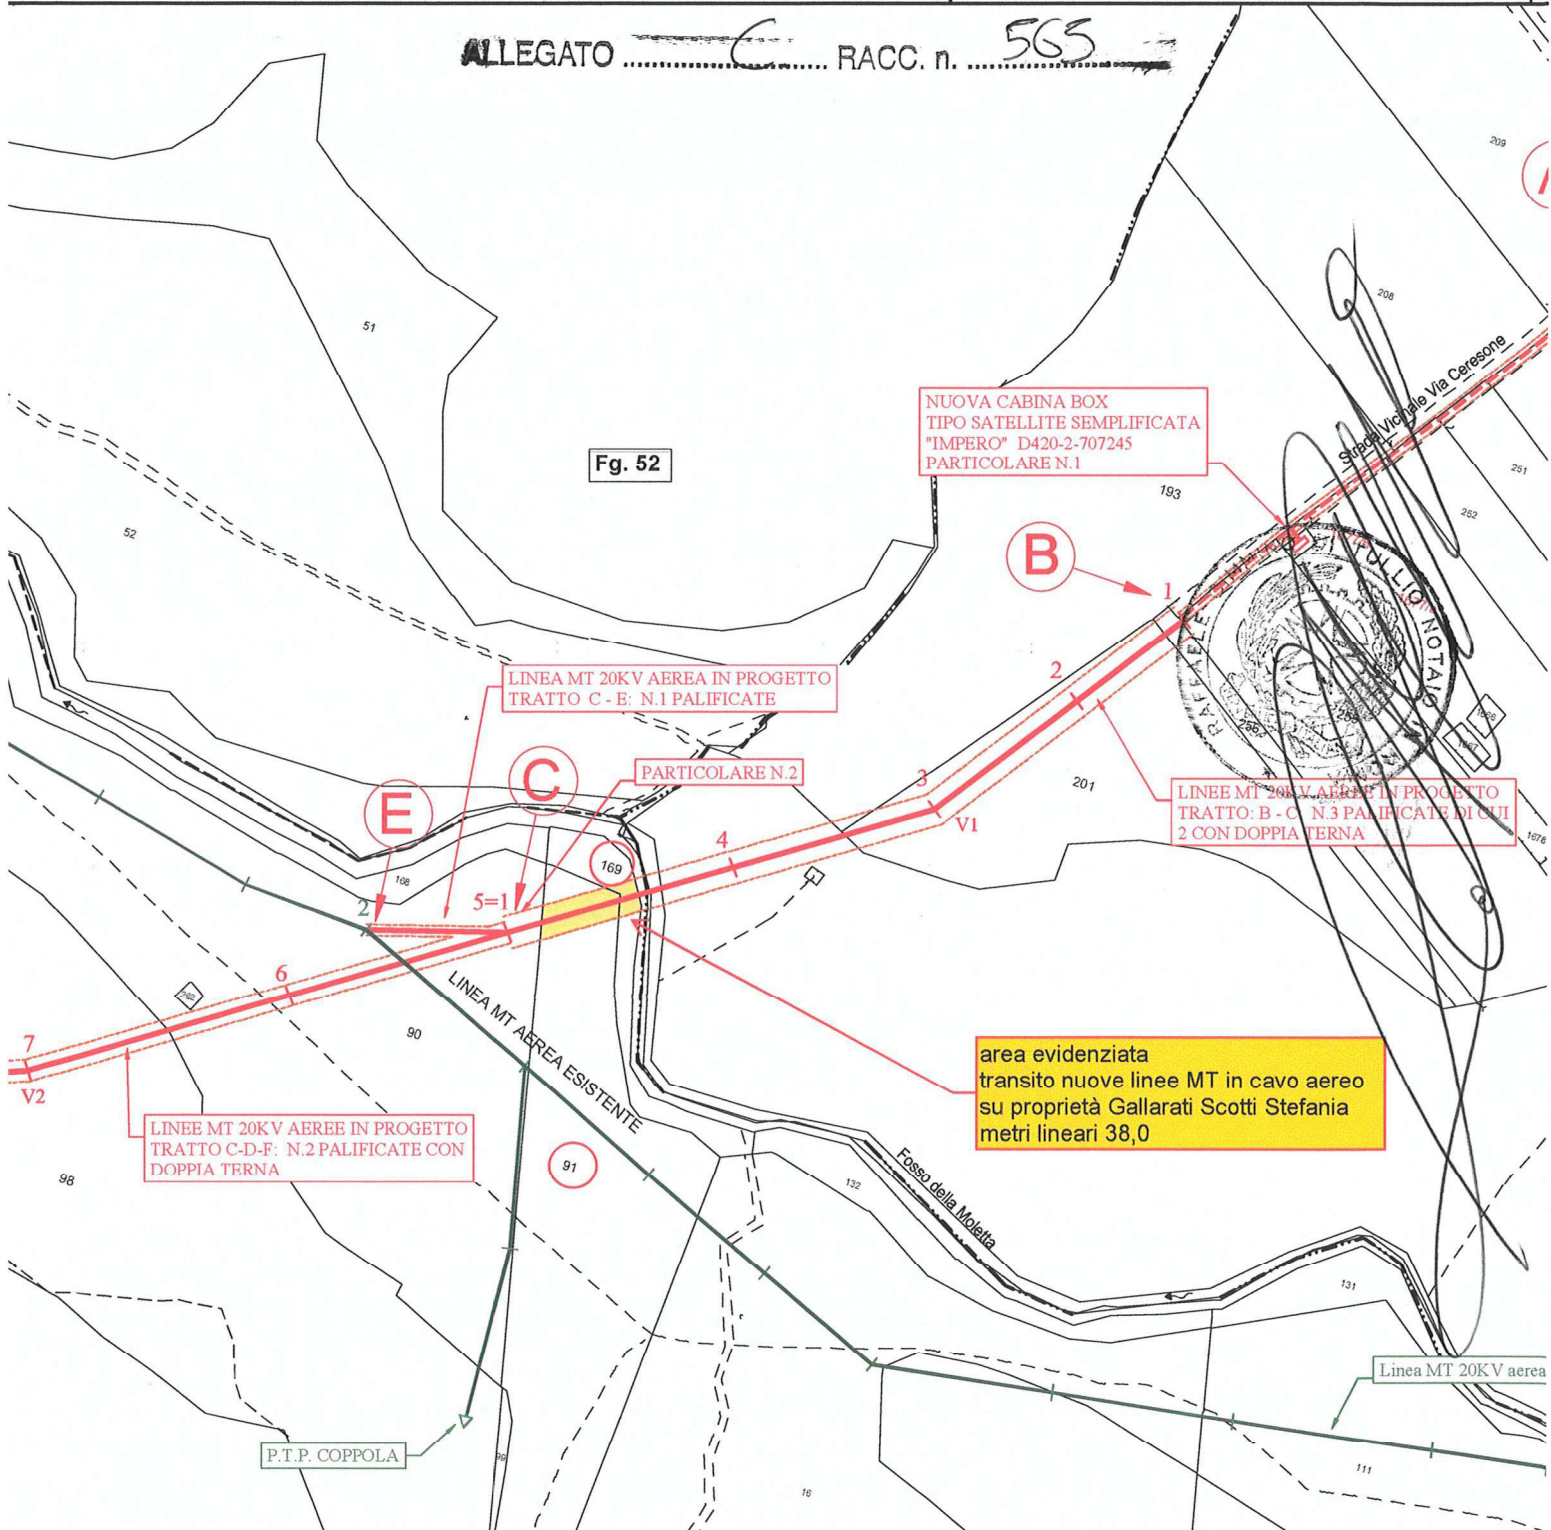 ALLEGATO ............ C ...... RACC. n. ... 563
209
208
51
Strada Vicinale Via Ceresone
NUOVA CABINA BOX
TIPO SATELLITE SEMPLIFICATA
"IMPERO" D420-2-707245
PARTICOLARE N.1
Fg. 52
251
193
252
52
B
1
RAFFAELE
TULLIO NOTAIO
2
LINEA MT 20KV AEREA IN PROGETTO
TRATTO C - E: N.1 PALIFICATE
256
C
PARTICOLARE N.2
3
201
E
LINEE MT 20KV AEREE IN PROGETTO
TRATTO: B - C: N.3 PALIFICATE DI CUI
2 CON DOPPIA TERNA
V1
1678
4
169
168
5=1
2
6
LINEA MT AEREA ESISTENTE
90
7
V2
area evidenziata
transito nuove linee MT in cavo aereo
su proprietà Gallarati Scotti Stefania
metri lineari 38,0
LINEE MT 20KV AEREE IN PROGETTO
TRATTO C-D-F: N.2 PALIFICATE CON
DOPPIA TERNA
91
98
132
Fosso della Moletta
131
Linea MT 20KV aerea
P.T.P. COPPOLA
99
111
16